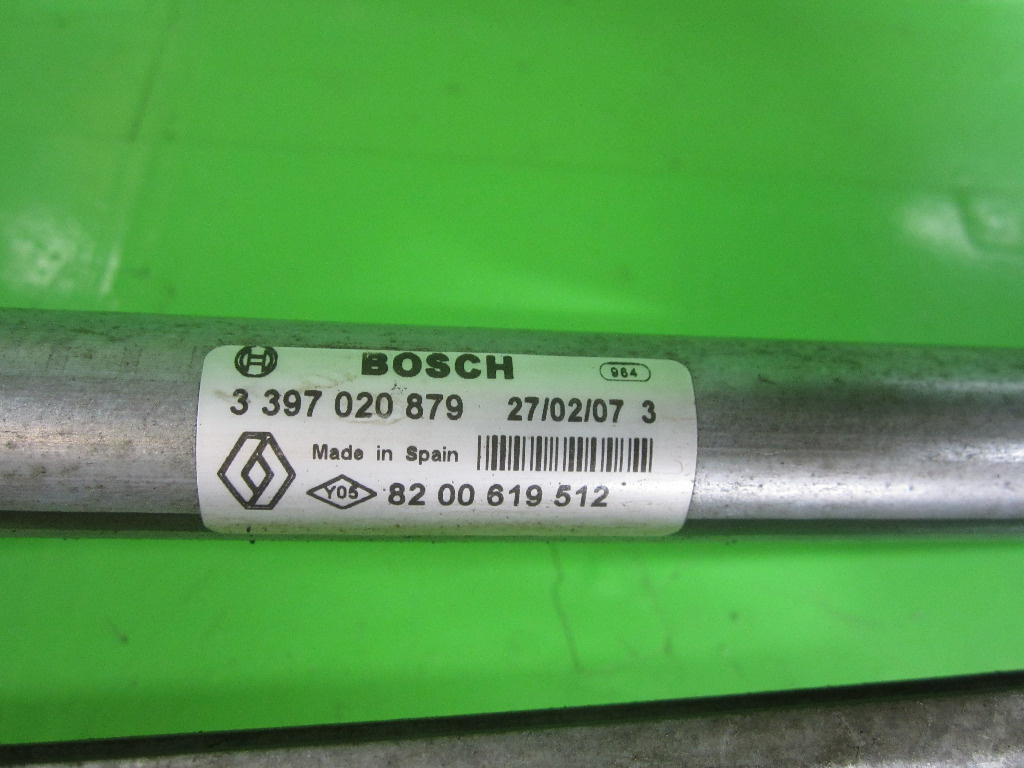 BOSCH 964
3 397 020 879 27/02/07 3
Made in Spain
Y05 82 00 619 512